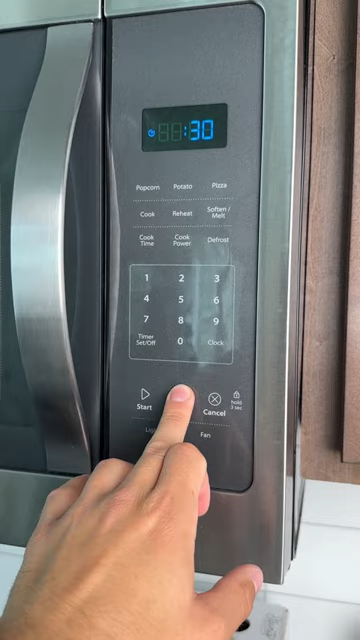 :30
Popcorn Potato Pizza
Cook Reheat Soften / Melt
Cook Time Cook Power Defrost
1 2 3
4 5 6
7 8 9
Timer Set/Off 0 Clock
Start Cancel hold 3 sec
Fan